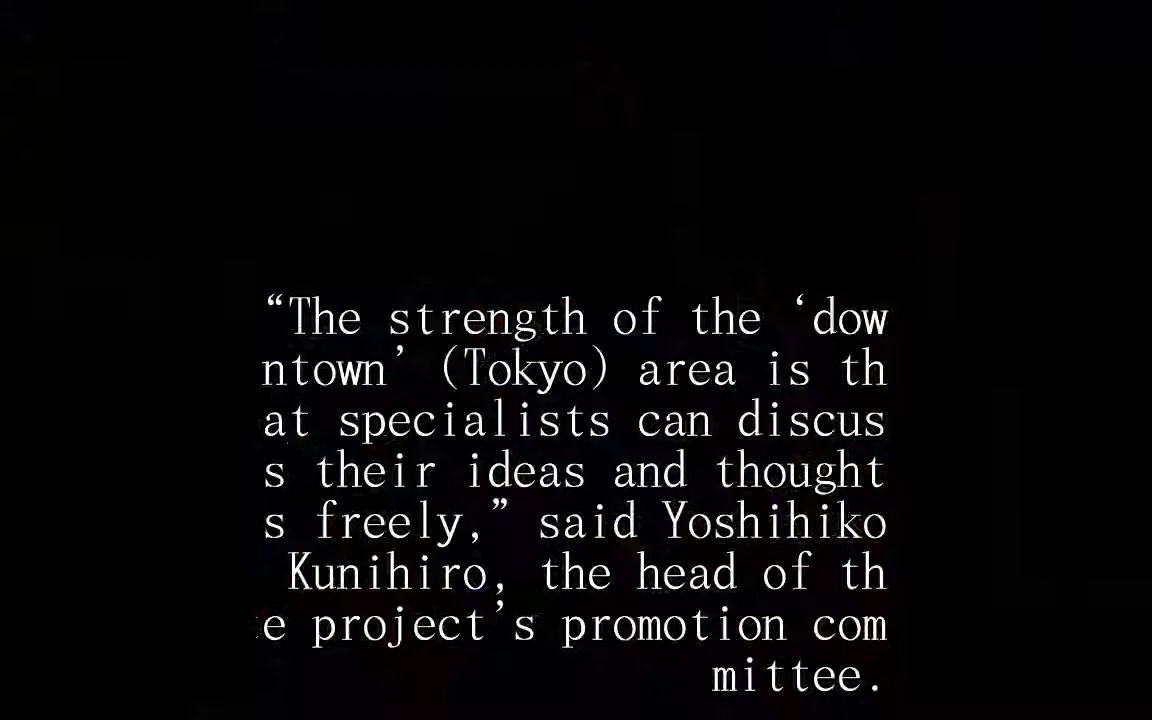 “The strength of the ‘dow
ntown’ (Tokyo) area is th
at specialists can discus
s their ideas and thought
s freely,” said Yoshihiko
Kunihiro, the head of th
e project’s promotion com
mittee.